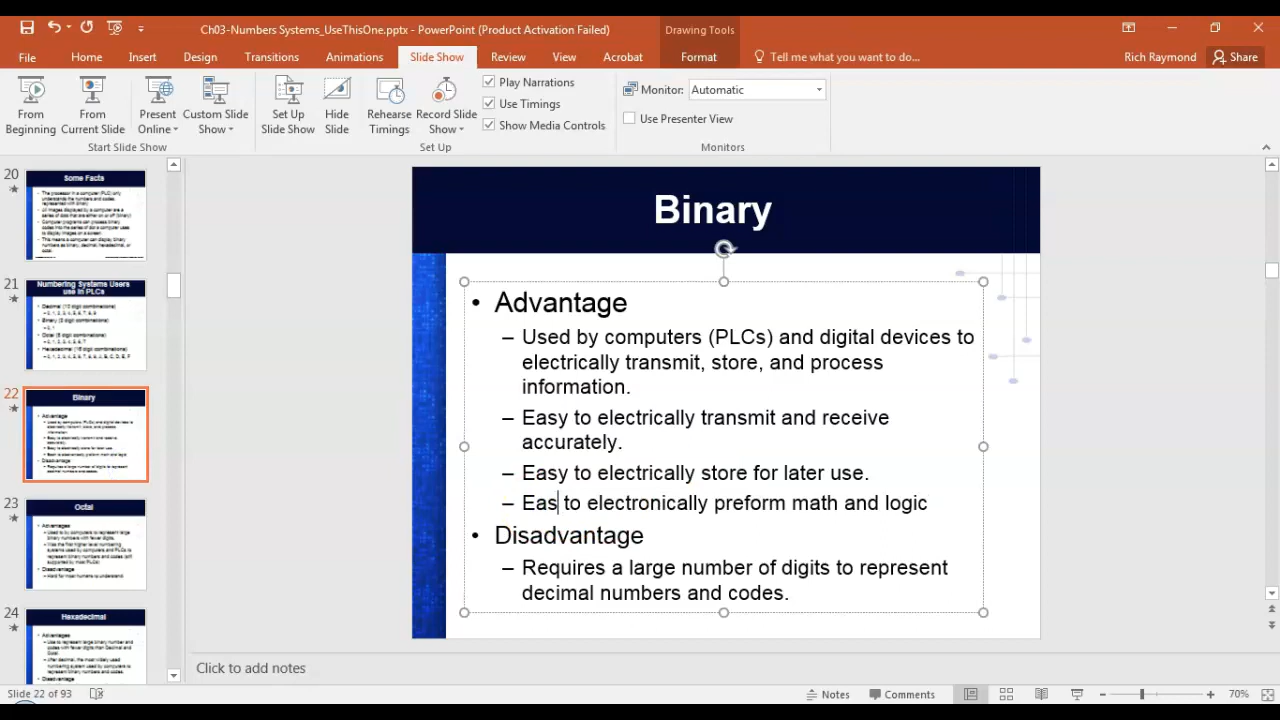 Ch03-Numbers Systems_UseThisOne.pptx - PowerPoint (Product Activation Failed)
Drawing Tools
File Home Insert Design Transitions Animations Slide Show Review View Acrobat Format Tell me what you want to do... Rich Raymond Share
From Beginning
From Current Slide
Present Online
Custom Slide Show
Set Up Slide Show
Hide Slide
Rehearse Timings
Record Slide Show
Play Narrations
Use Timings
Show Media Controls
Monitor: Automatic
Use Presenter View
Start Slide Show Set Up Monitors
20
Some Facts
21
Numbering Systems Users
use in PLCs
22
Binary
23
Octal
24
Hexadecimal
Binary
• Advantage
– Used by computers (PLCs) and digital devices to
electrically transmit, store, and process
information.
– Easy to electrically transmit and receive
accurately.
– Easy to electrically store for later use.
– Eas to electronically preform math and logic
• Disadvantage
– Requires a large number of digits to represent
decimal numbers and codes.
Click to add notes
Slide 22 of 93 Notes Comments 70%